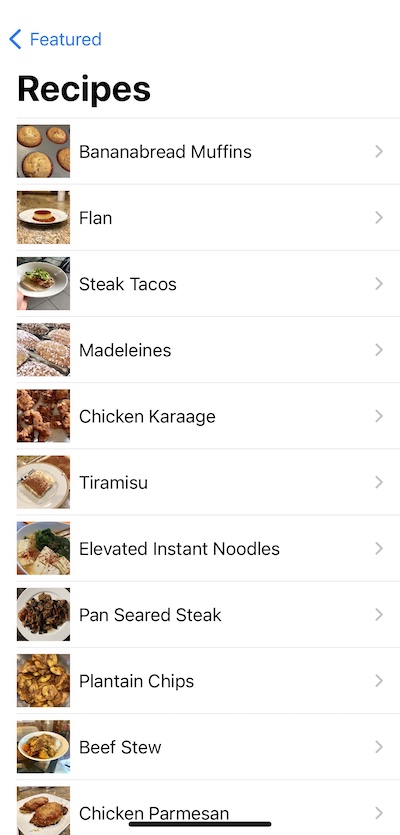 Featured
Recipes
Bananabread Muffins
Flan
Steak Tacos
Madeleines
Chicken Karaage
Tiramisu
Elevated Instant Noodles
Pan Seared Steak
Plantain Chips
Beef Stew
Chicken Parmesan